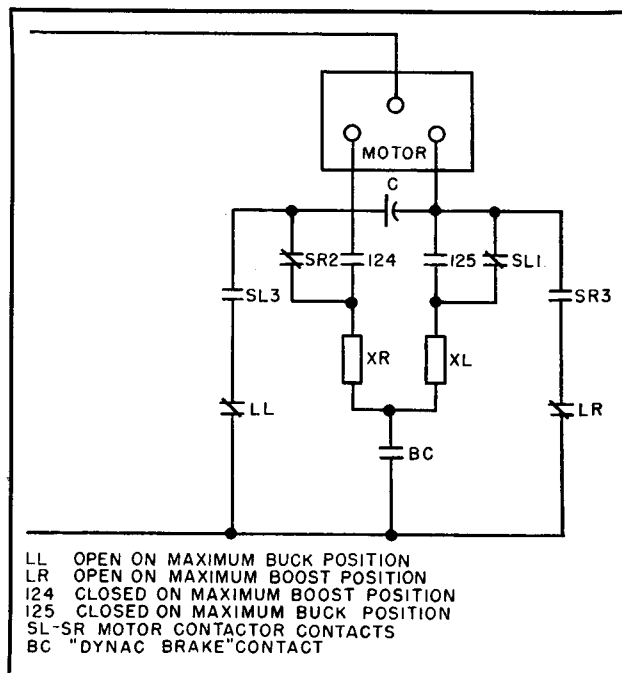 MOTOR
C
SR2
124
125
SL1
SL3
SR3
XR
XL
LL
LR
BC
LL OPEN ON MAXIMUM BUCK POSITION
LR OPEN ON MAXIMUM BOOST POSITION
124 CLOSED ON MAXIMUM BOOST POSITION
125 CLOSED ON MAXIMUM BUCK POSITION
SL-SR MOTOR CONTACTOR CONTACTS
BC "DYNAC BRAKE" CONTACT